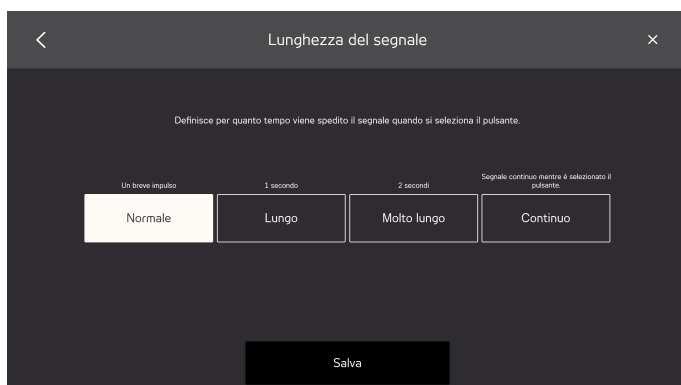 Lunghezza del segnale
Definisce per quanto tempo viene spedito il segnale quando si seleziona il pulsante.
Un breve impulso
1 secondo
2 secondi
Segnale continuo mentre è selezionato il
pulsante.
Normale
Lungo
Molto lungo
Continuo
Salva